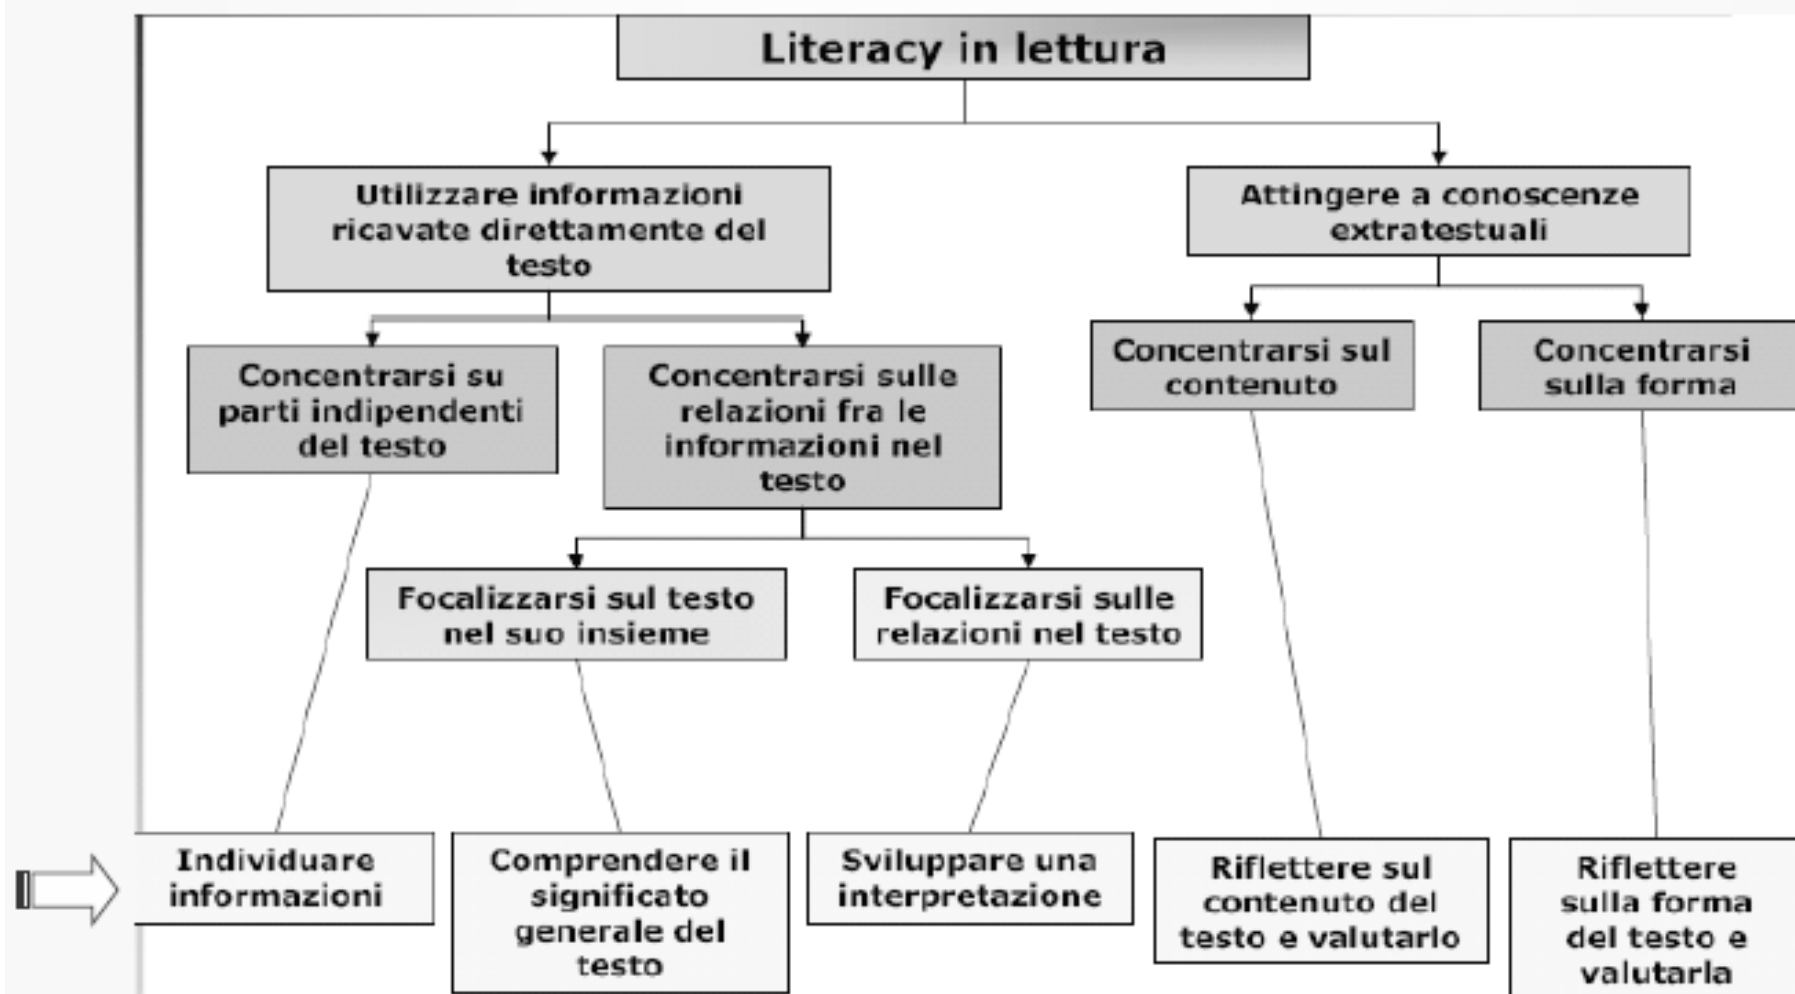 Literacy in lettura
Utilizzare informazioni
ricavate direttamente del
testo
Attingere a conoscenze
extratestuali
Concentrarsi su
parti indipendenti
del testo
Concentrarsi sulle
relazioni fra le
informazioni nel
testo
Concentrarsi sul
contenuto
Concentrarsi
sulla forma
Focalizzarsi sul testo
nel suo insieme
Focalizzarsi sulle
relazioni nel testo
Individuare
informazioni
Comprendere il
significato
generale del
testo
Sviluppare una
interpretazione
Riflettere sul
contenuto del
testo e valutarlo
Riflettere
sulla forma
del testo e
valutarla